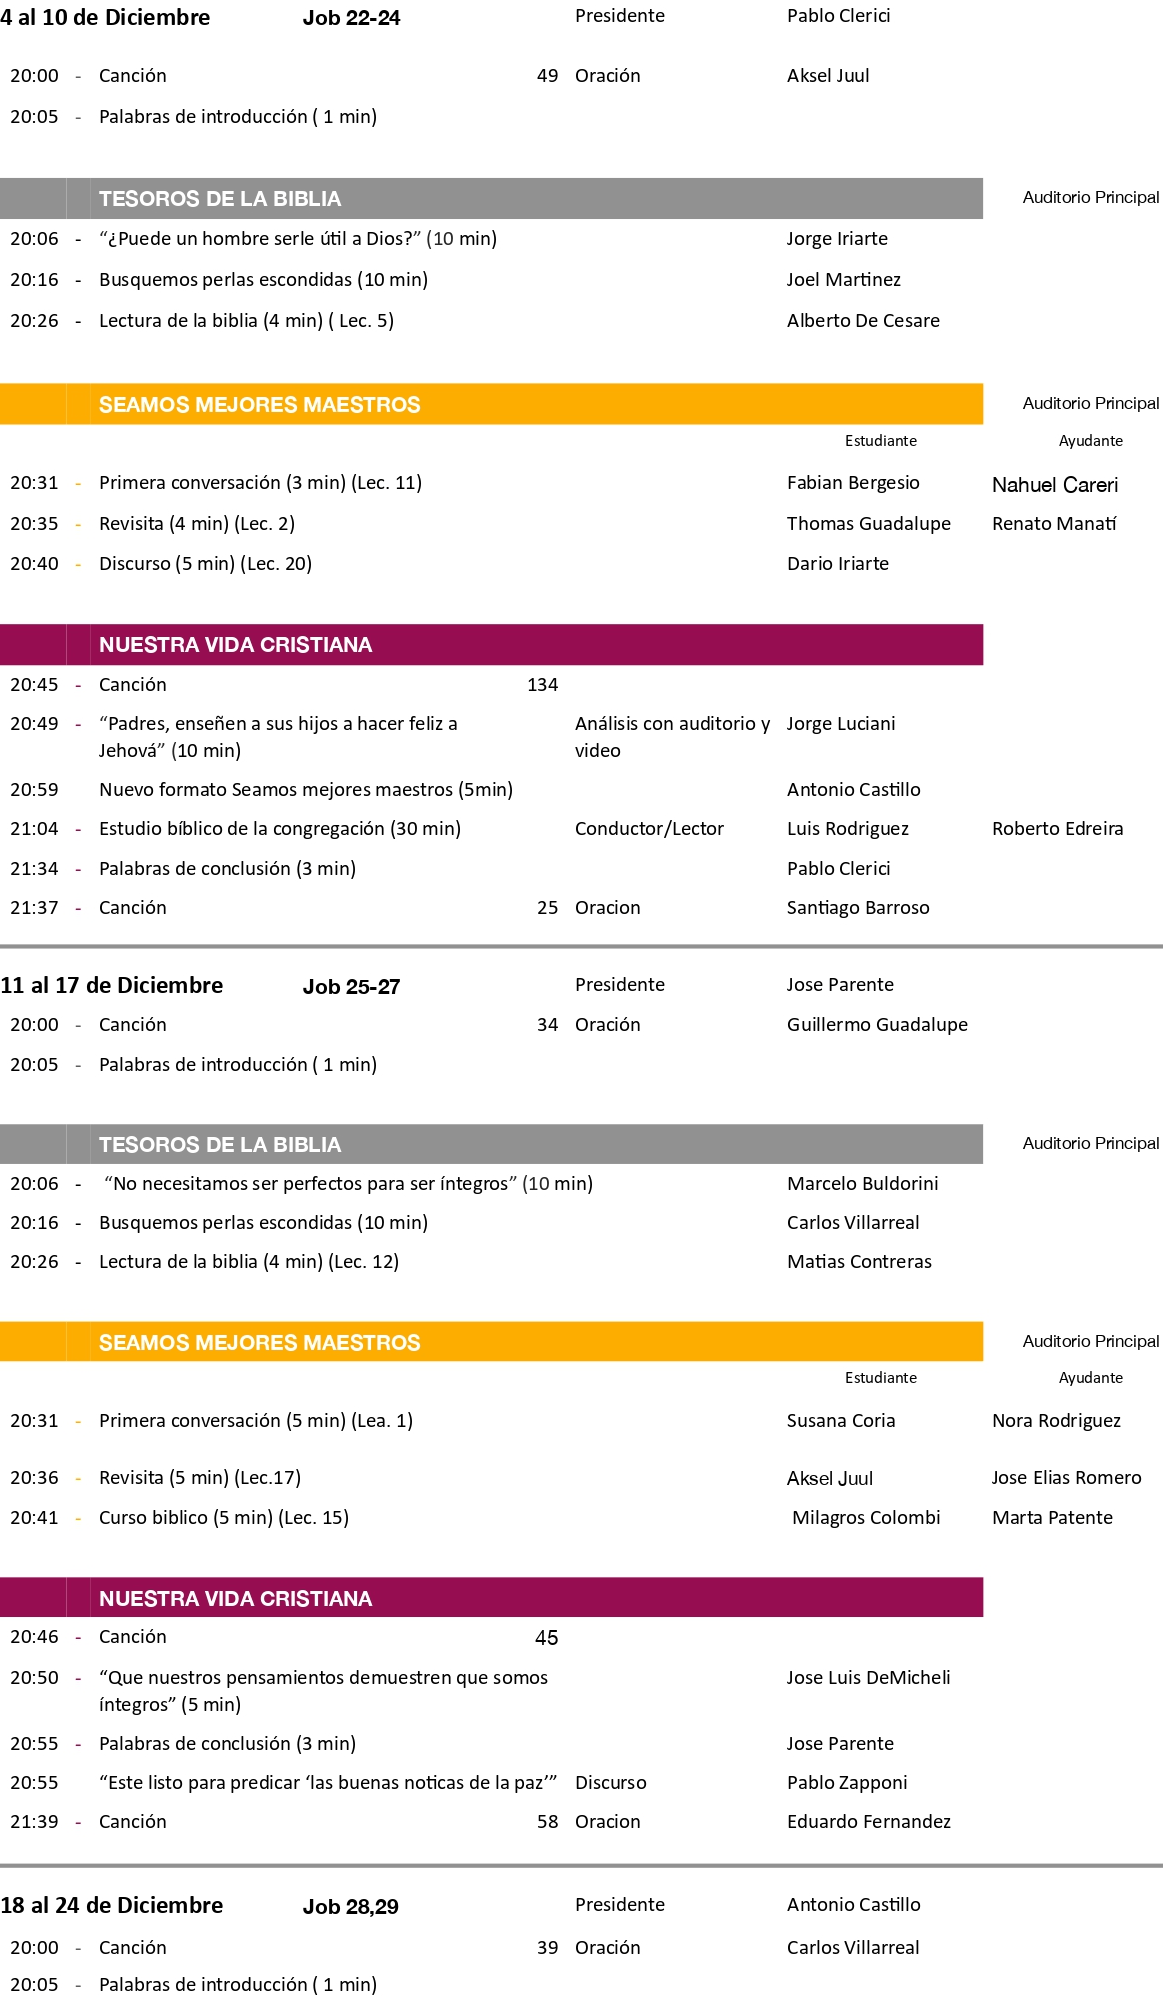 4 al 10 de Diciembre Job 22-24 Presidente Pablo Clerici
20:00 - Canción 49 Oración Aksel Juul
20:05 - Palabras de introducción ( 1 min)
TESOROS DE LA BIBLIA Auditorio Principal
20:06 - “¿Puede un hombre serle útil a Dios?” (10 min) Jorge Iriarte
20:16 - Busquemos perlas escondidas (10 min) Joel Martinez
20:26 - Lectura de la biblia (4 min) ( Lec. 5) Alberto De Cesare
SEAMOS MEJORES MAESTROS Auditorio Principal
Estudiante Ayudante
20:31 - Primera conversación (3 min) (Lec. 11) Fabian Bergesio Nahuel Careri
20:35 - Revisita (4 min) (Lec. 2) Thomas Guadalupe Renato Manatí
20:40 - Discurso (5 min) (Lec. 20) Dario Iriarte
NUESTRA VIDA CRISTIANA
20:45 - Canción 134
20:49 - “Padres, enseñen a sus hijos a hacer feliz a Análisis con auditorio y Jorge Luciani
Jehová” (10 min) video
20:59 Nuevo formato Seamos mejores maestros (5min) Antonio Castillo
21:04 - Estudio bíblico de la congregación (30 min) Conductor/Lector Luis Rodriguez Roberto Edreira
21:34 - Palabras de conclusión (3 min) Pablo Clerici
21:37 - Canción 25 Oracion Santiago Barroso
11 al 17 de Diciembre Job 25-27 Presidente Jose Parente
20:00 - Canción 34 Oración Guillermo Guadalupe
20:05 - Palabras de introducción ( 1 min)
TESOROS DE LA BIBLIA Auditorio Principal
20:06 - “No necesitamos ser perfectos para ser íntegros” (10 min) Marcelo Buldorini
20:16 - Busquemos perlas escondidas (10 min) Carlos Villarreal
20:26 - Lectura de la biblia (4 min) (Lec. 12) Matias Contreras
SEAMOS MEJORES MAESTROS Auditorio Principal
Estudiante Ayudante
20:31 - Primera conversación (5 min) (Lea. 1) Susana Coria Nora Rodriguez
20:36 - Revisita (5 min) (Lec.17) Aksel Juul Jose Elias Romero
20:41 - Curso biblico (5 min) (Lec. 15) Milagros Colombi Marta Patente
NUESTRA VIDA CRISTIANA
20:46 - Canción 45
20:50 - “Que nuestros pensamientos demuestren que somos Jose Luis DeMicheli
íntegros” (5 min)
20:55 - Palabras de conclusión (3 min) Jose Parente
20:55 “Este listo para predicar ‘las buenas noticas de la paz’” Discurso Pablo Zapponi
21:39 - Canción 58 Oracion Eduardo Fernandez
18 al 24 de Diciembre Job 28,29 Presidente Antonio Castillo
20:00 - Canción 39 Oración Carlos Villarreal
20:05 - Palabras de introducción ( 1 min)